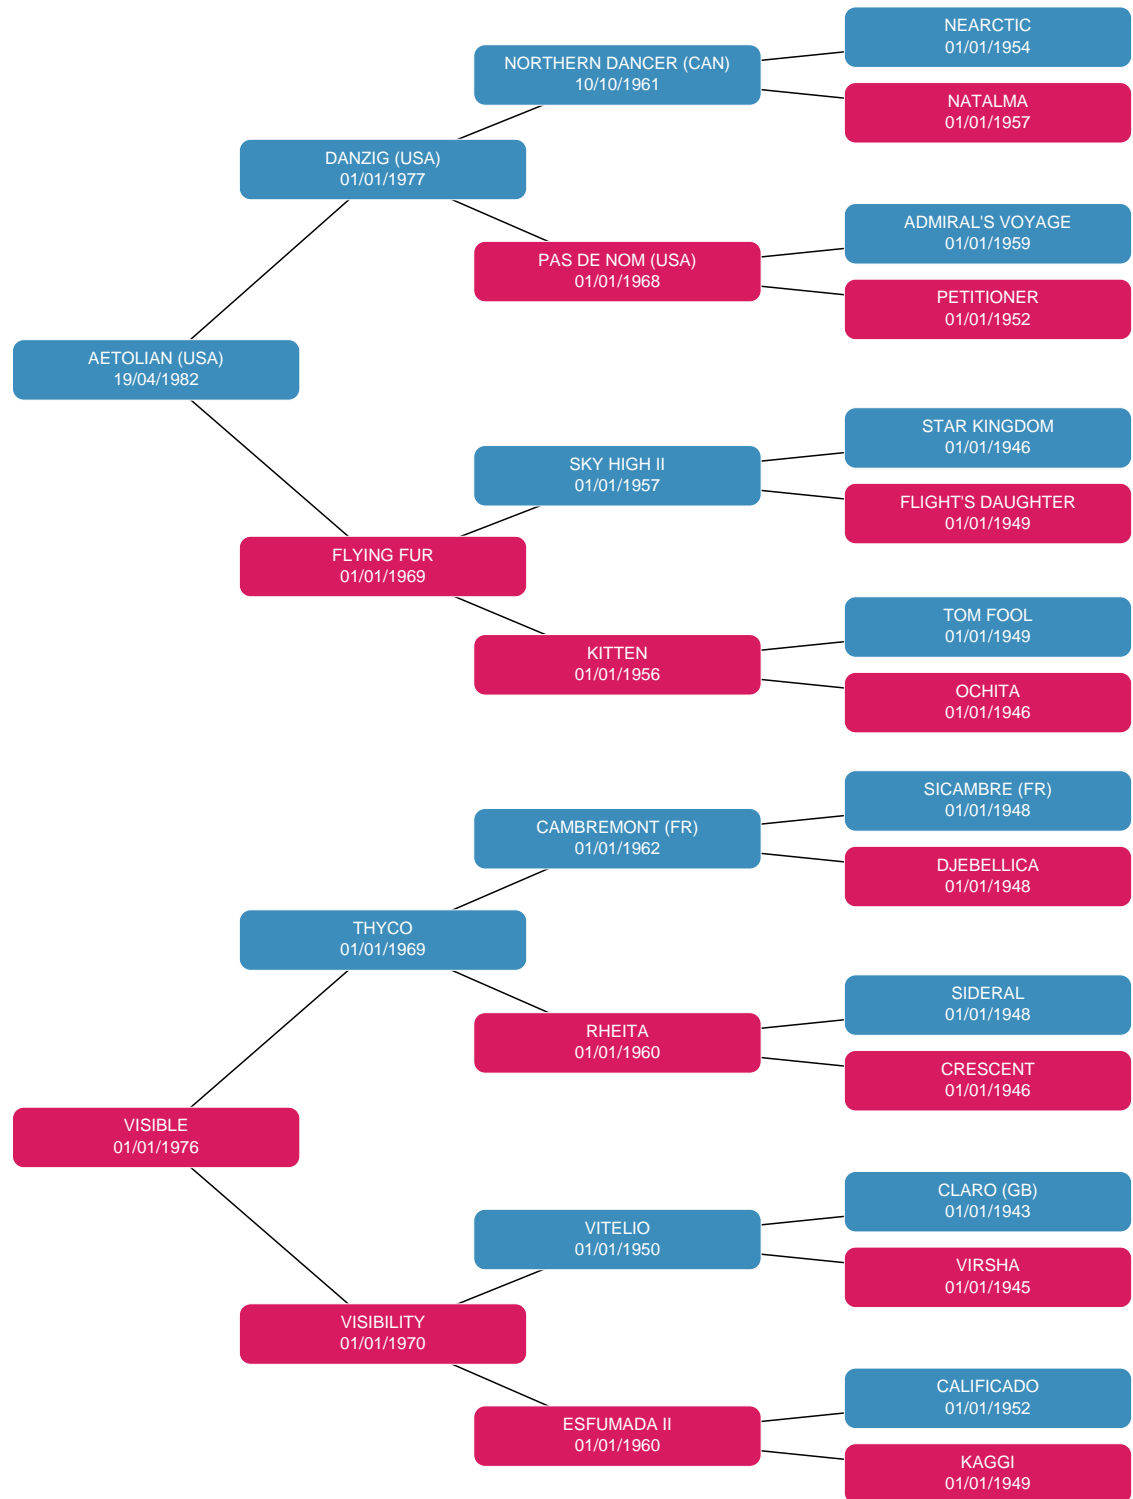 NEARCTIC
01/01/1954
NORTHERN DANCER (CAN)
10/10/1961
NATALMA
01/01/1957
DANZIG (USA)
01/01/1977
ADMIRAL'S VOYAGE
01/01/1959
PAS DE NOM (USA)
01/01/1968
PETITIONER
01/01/1952
AETOLIAN (USA)
19/04/1982
STAR KINGDOM
01/01/1946
SKY HIGH II
01/01/1957
FLIGHT'S DAUGHTER
01/01/1949
FLYING FUR
01/01/1969
TOM FOOL
01/01/1949
KITTEN
01/01/1956
OCHITA
01/01/1946
SICAMBRE (FR)
01/01/1948
CAMBREMONT (FR)
01/01/1962
DJEBELLICA
01/01/1948
THYCO
01/01/1969
SIDERAL
01/01/1948
RHEITA
01/01/1960
CRESCENT
01/01/1946
VISIBLE
01/01/1976
CLARO (GB)
01/01/1943
VITELIO
01/01/1950
VIRSHA
01/01/1945
VISIBILITY
01/01/1970
CALIFICADO
01/01/1952
ESFUMADA II
01/01/1960
KAGGI
01/01/1949